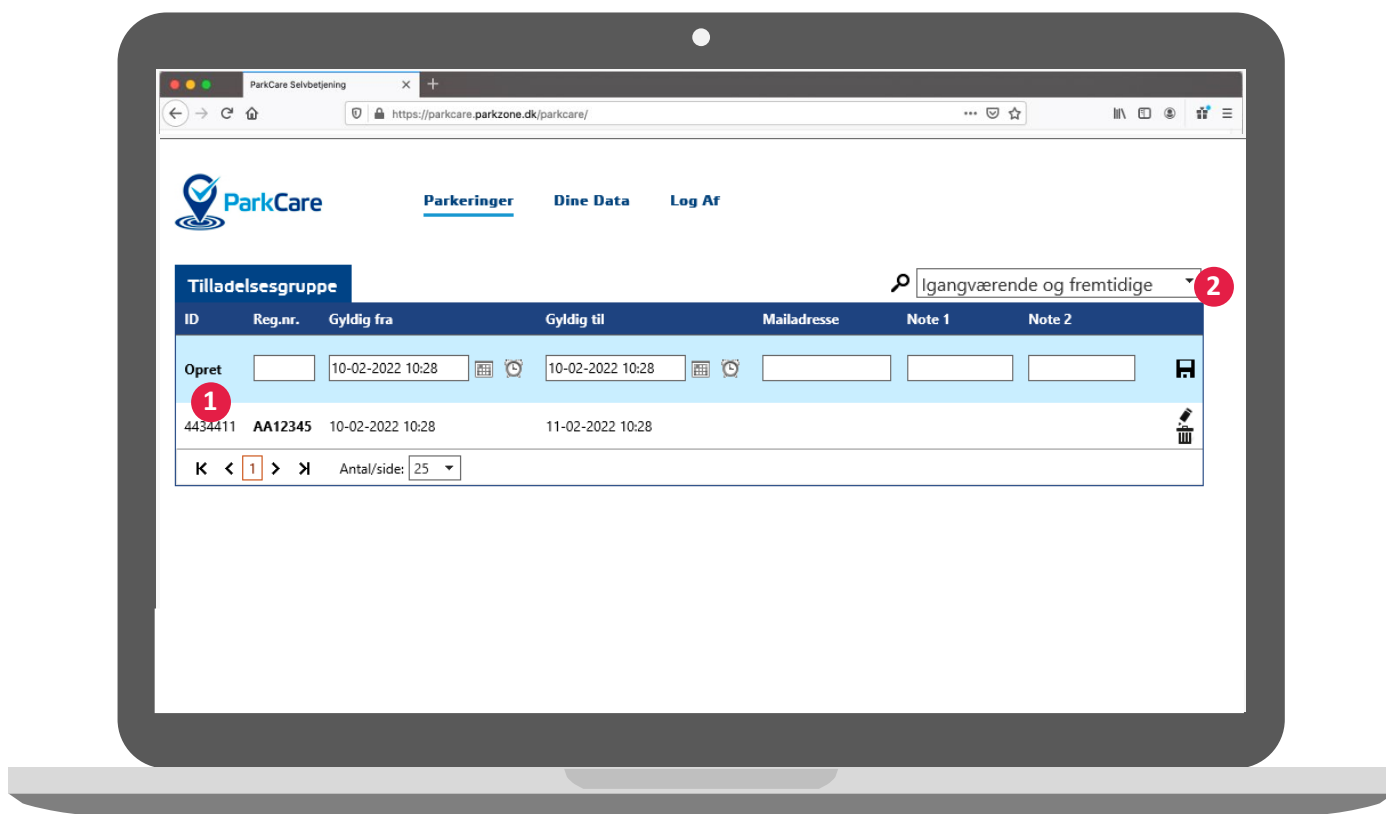 ParkCare Selvbetjening
https://parkcare.parkzone.dk/parkcare/
ParkCare
Parkeringer Dine Data Log Af
Tilladelsesgruppe
Igangværende og fremtidige
2
ID Reg.nr. Gyldig fra Gyldig til Mailadresse Note 1 Note 2
Opret 10-02-2022 10:28 10-02-2022 10:28
1
4434411 AA12345 10-02-2022 10:28 11-02-2022 10:28
1 Antal/side: 25